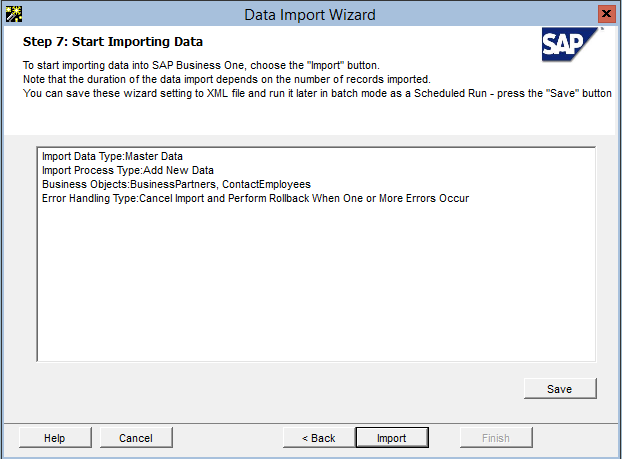 Data Import Wizard
Step 7: Start Importing Data
SAP
To start importing data into SAP Business One, choose the "Import" button.
Note that the duration of the data import depends on the number of records imported.
You can save these wizard setting to XML file and run it later in batch mode as a Scheduled Run - press the "Save" button
Import Data Type:Master Data
Import Process Type:Add New Data
Business Objects:BusinessPartners, ContactEmployees
Error Handling Type:Cancel Import and Perform Rollback When One or More Errors Occur
Save
Help
Cancel
< Back
Import
Finish